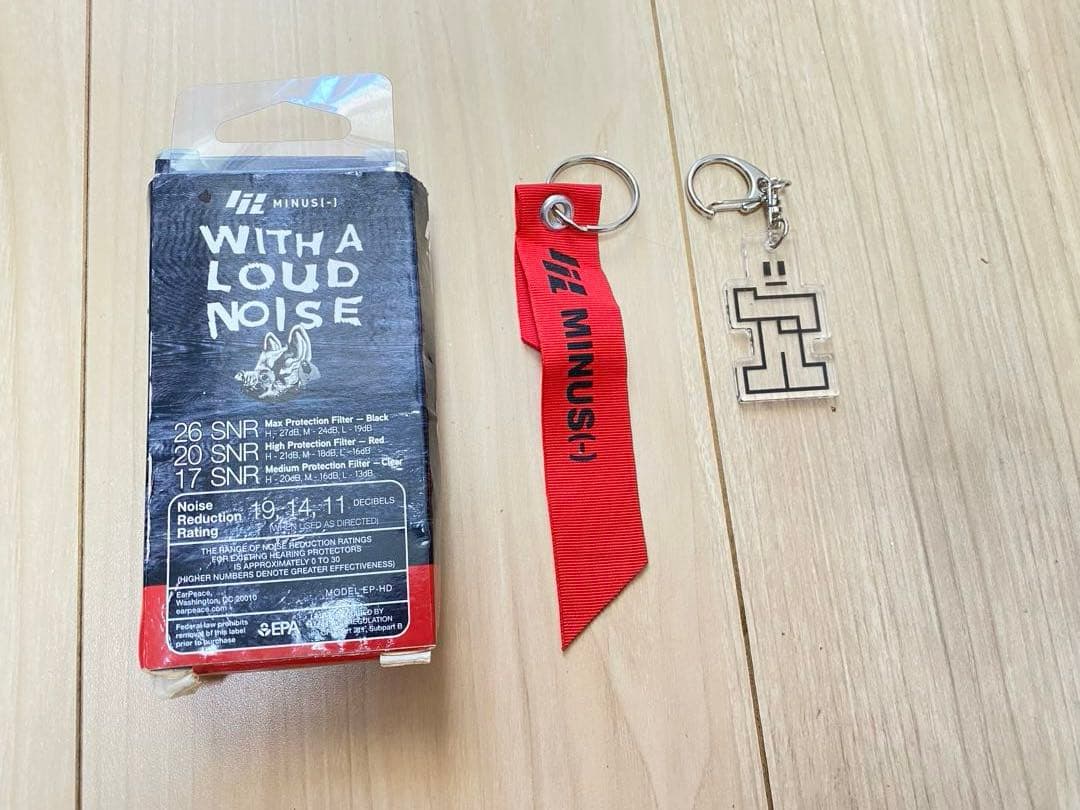 MINUS(-)
WITH A
LOUD
NOISE
26 SNR Max Protection Filter – Black
H - 27dB, M - 24dB, L - 19dB
20 SNR High Protection Filter – Red
H - 21dB, M - 18dB, L - 16dB
17 SNR Medium Protection Filter – Clear
H - 20dB, M - 16dB, L - 13dB
Noise
Reduction
Rating
19, 14, 11 DECIBELS
(WHEN USED AS DIRECTED)
THE RANGE OF NOISE REDUCTION RATINGS
FOR EXISTING HEARING PROTECTORS
IS APPROXIMATELY 0 TO 30
(HIGHER NUMBERS DENOTE GREATER EFFECTIVENESS)
EarPeace,
Washington, DC 20010
earpeace.com
MODEL EP-HD
Federal law prohibits
removal of this label
prior to purchase
EPA
BY
REGULATION
Subpart B
MINUS(-)